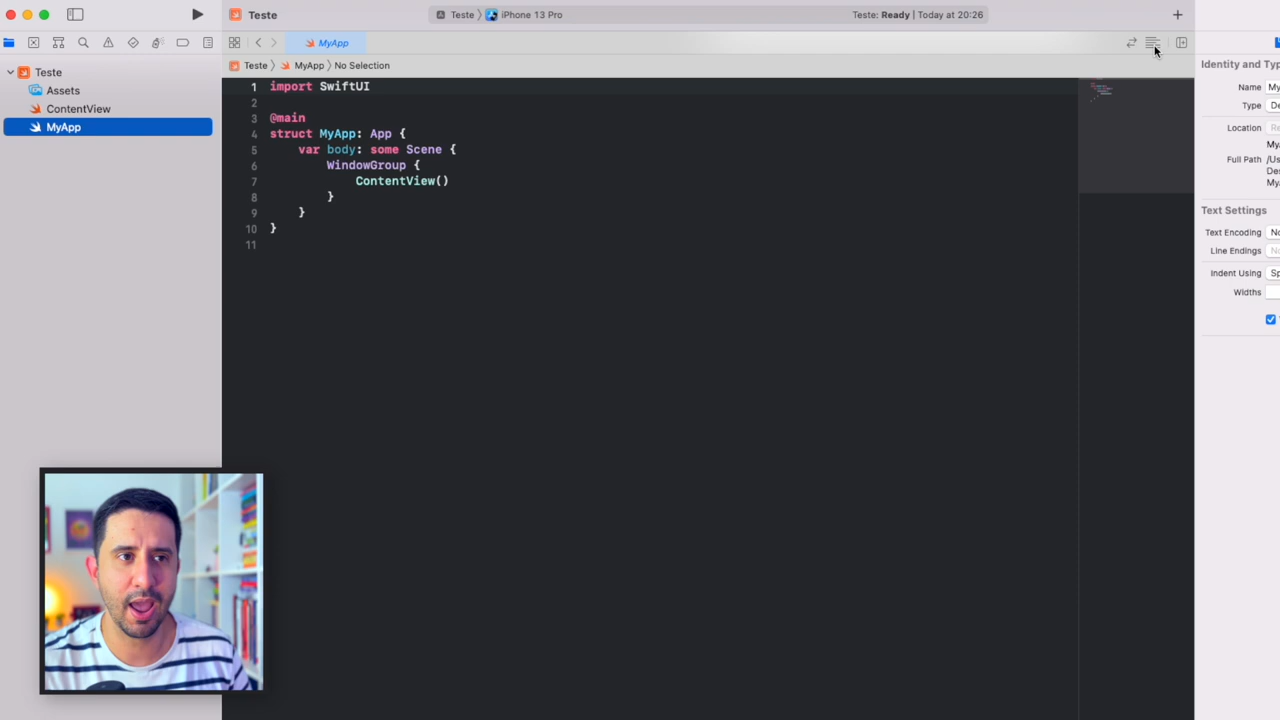 Teste
Teste 〉 iPhone 13 Pro
Teste: Ready | Today at 20:26
MyApp
Teste 〉 MyApp 〉 No Selection
Teste
Assets
ContentView
MyApp
1 import SwiftUI
2
3 @main
4 struct MyApp: App {
5 var body: some Scene {
6 WindowGroup {
7 ContentView()
8 }
9 }
10 }
11
Identity and Typ
Name My
Type De
Location Re
Mya
Full Path /Us
Des
Mya
Text Settings
Text Encoding No
Line Endings No
Indent Using Sp
Widths